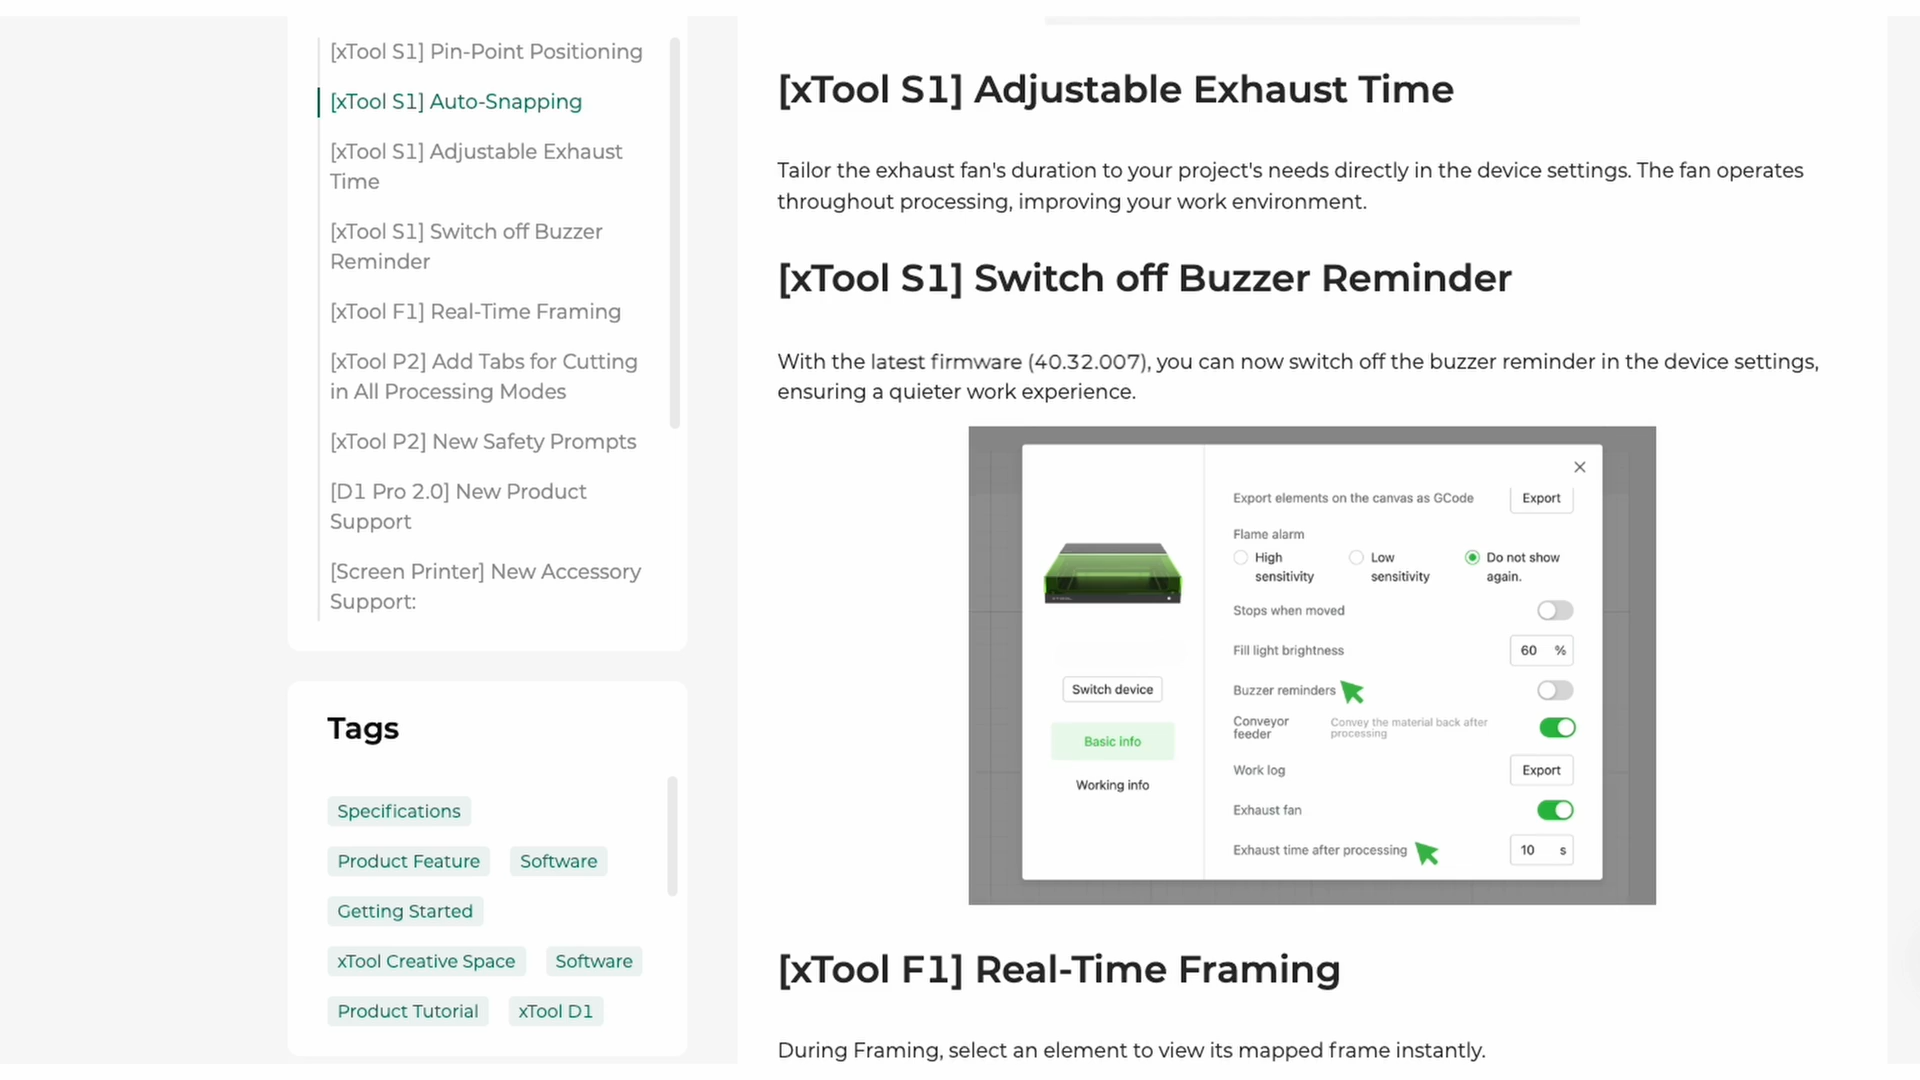 [xTool S1] Pin-Point Positioning
[xTool S1] Auto-Snapping
[xTool S1] Adjustable Exhaust
Time
[xTool S1] Switch off Buzzer
Reminder
[xTool F1] Real-Time Framing
[xTool P2] Add Tabs for Cutting
in All Processing Modes
[xTool P2] New Safety Prompts
[D1 Pro 2.0] New Product
Support
[Screen Printer] New Accessory
Support:
Tags
Specifications
Product Feature Software
Getting Started
xTool Creative Space Software
Product Tutorial xTool D1
[xTool S1] Adjustable Exhaust Time
Tailor the exhaust fan's duration to your project's needs directly in the device settings. The fan operates
throughout processing, improving your work environment.
[xTool S1] Switch off Buzzer Reminder
With the latest firmware (40.32.007), you can now switch off the buzzer reminder in the device settings,
ensuring a quieter work experience.
Switch device
Basic info
Working info
Export elements on the canvas as GCode Export
Flame alarm
High Low Do not show
sensitivity sensitivity again.
Stops when moved
Fill light brightness 60 %
Buzzer reminders
Conveyor Convey the material back after
feeder processing
Work log Export
Exhaust fan
Exhaust time after processing 10 s
[xTool F1] Real-Time Framing
During Framing, select an element to view its mapped frame instantly.